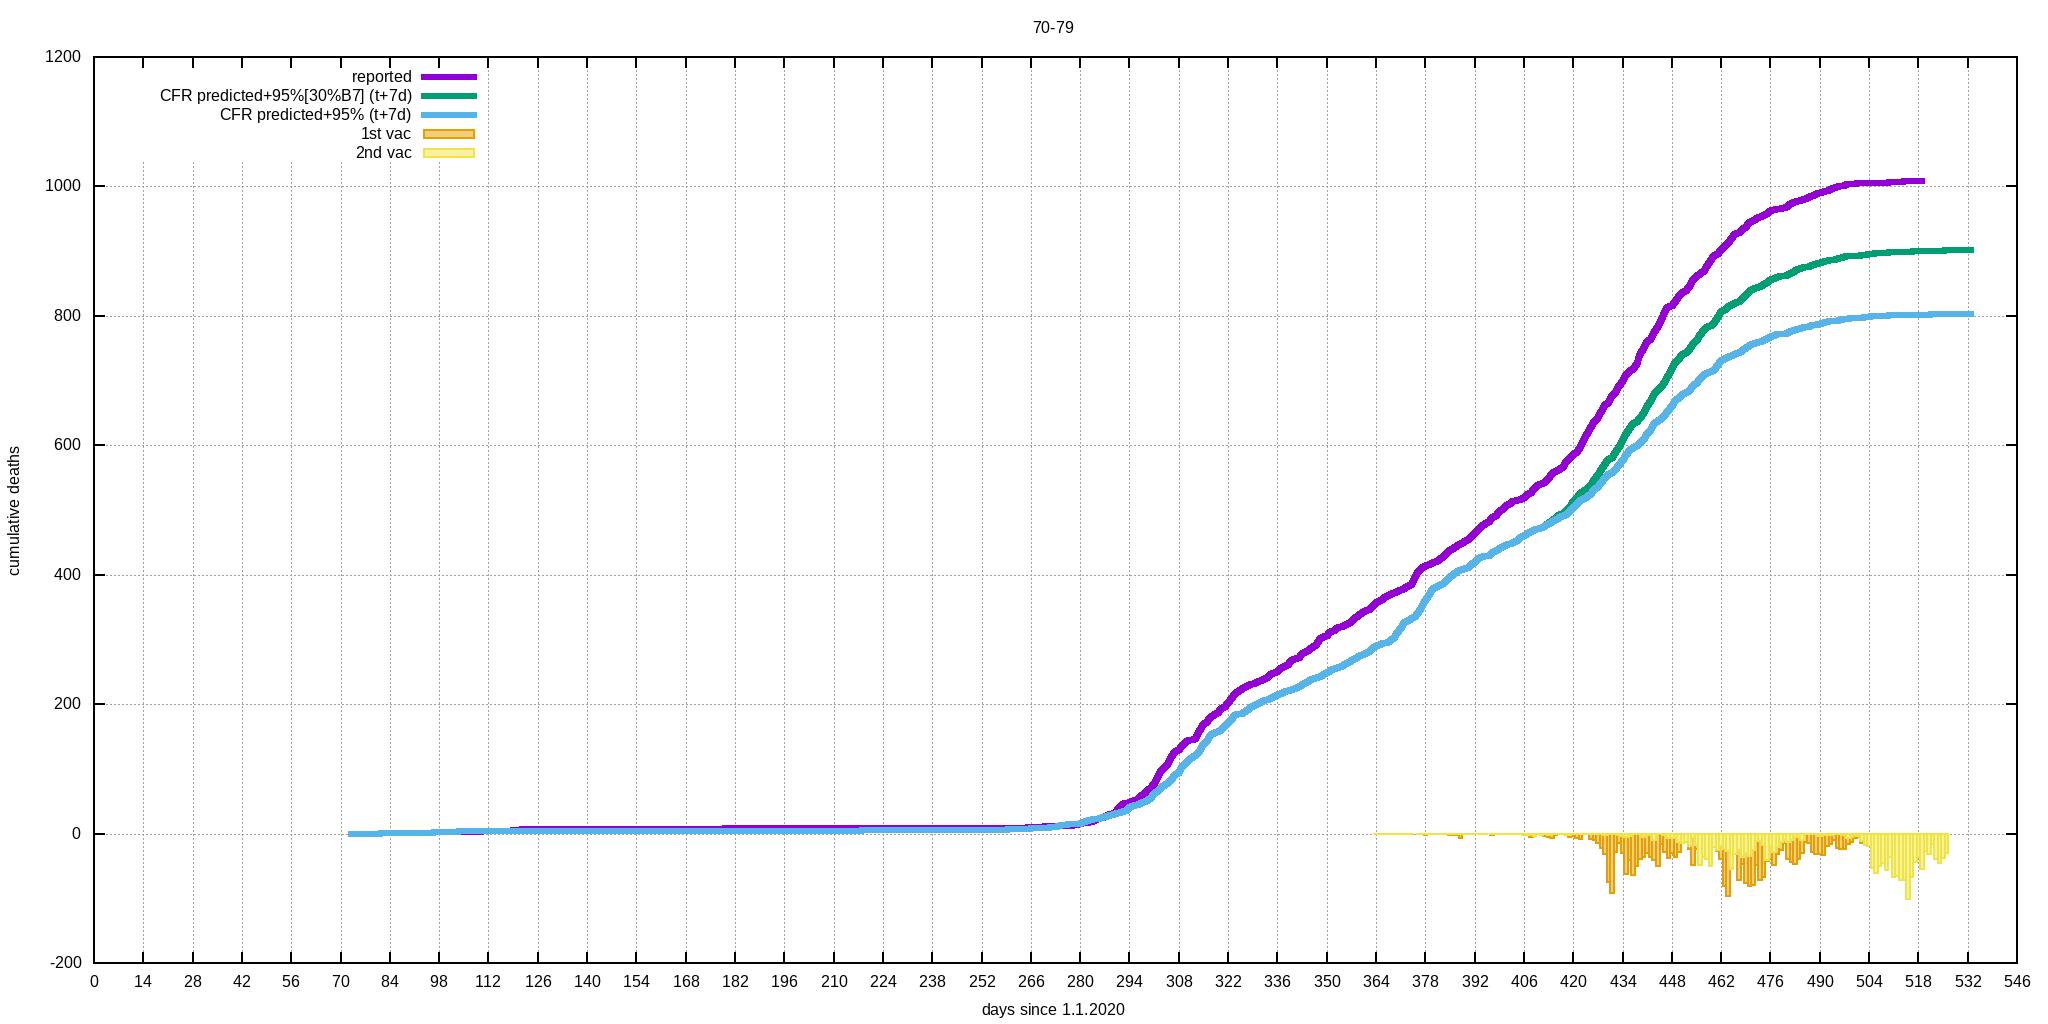 70-79
1200
1000
800
600
400
200
0
-200
cumulative deaths
reported
CFR predicted+95%[30%B7] (t+7d)
CFR predicted+95% (t+7d)
1st vac
2nd vac
0 14 28 42 56 70 84 98 112 126 140 154 168 182 196 210 224 238 252 266 280 294 308 322 336 350 364 378 392 406 420 434 448 462 476 490 504 518 532 546
days since 1.1.2020